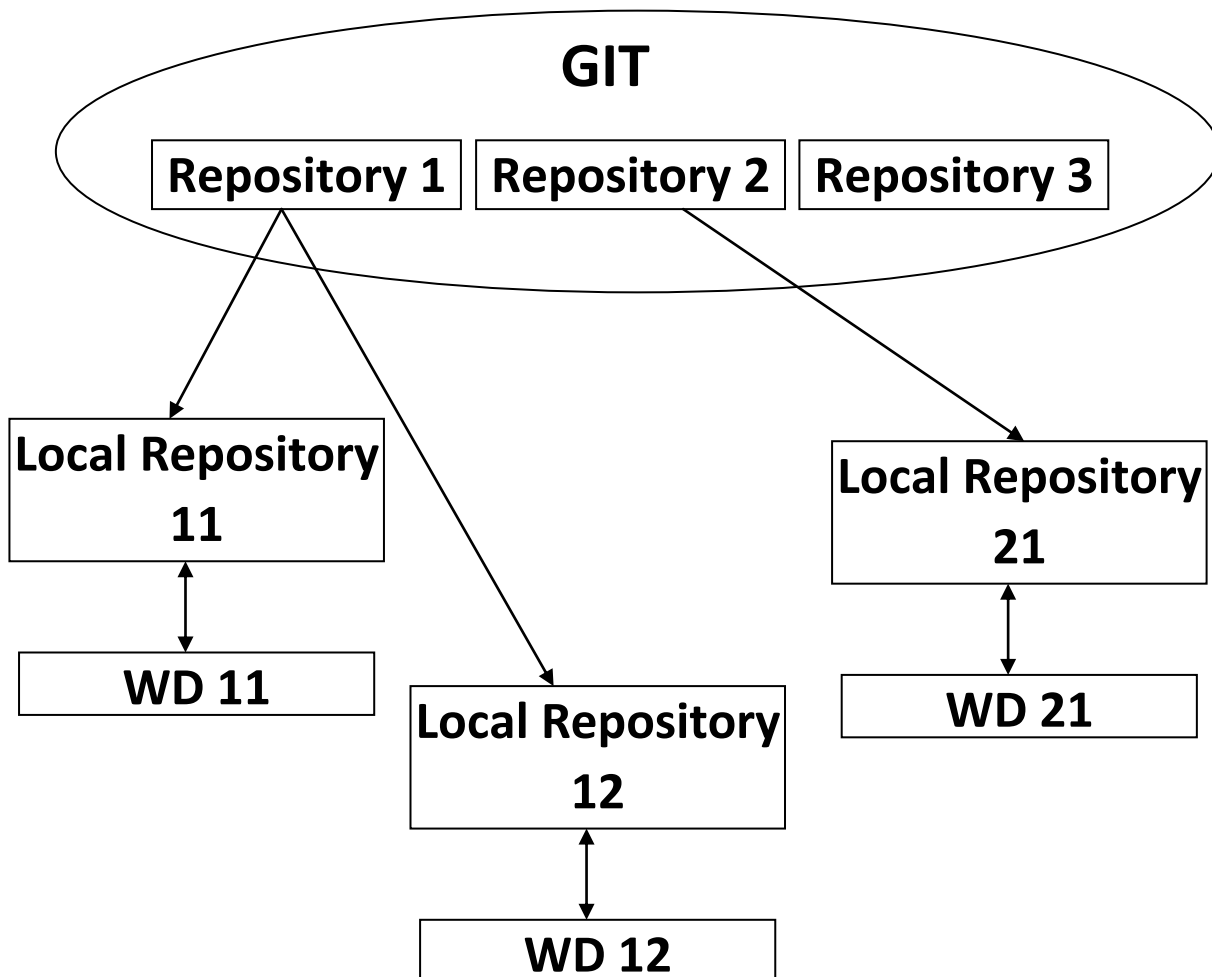 GIT
Repository 1
Repository 2
Repository 3
Local Repository
11
WD 11
Local Repository
12
WD 12
Local Repository
21
WD 21